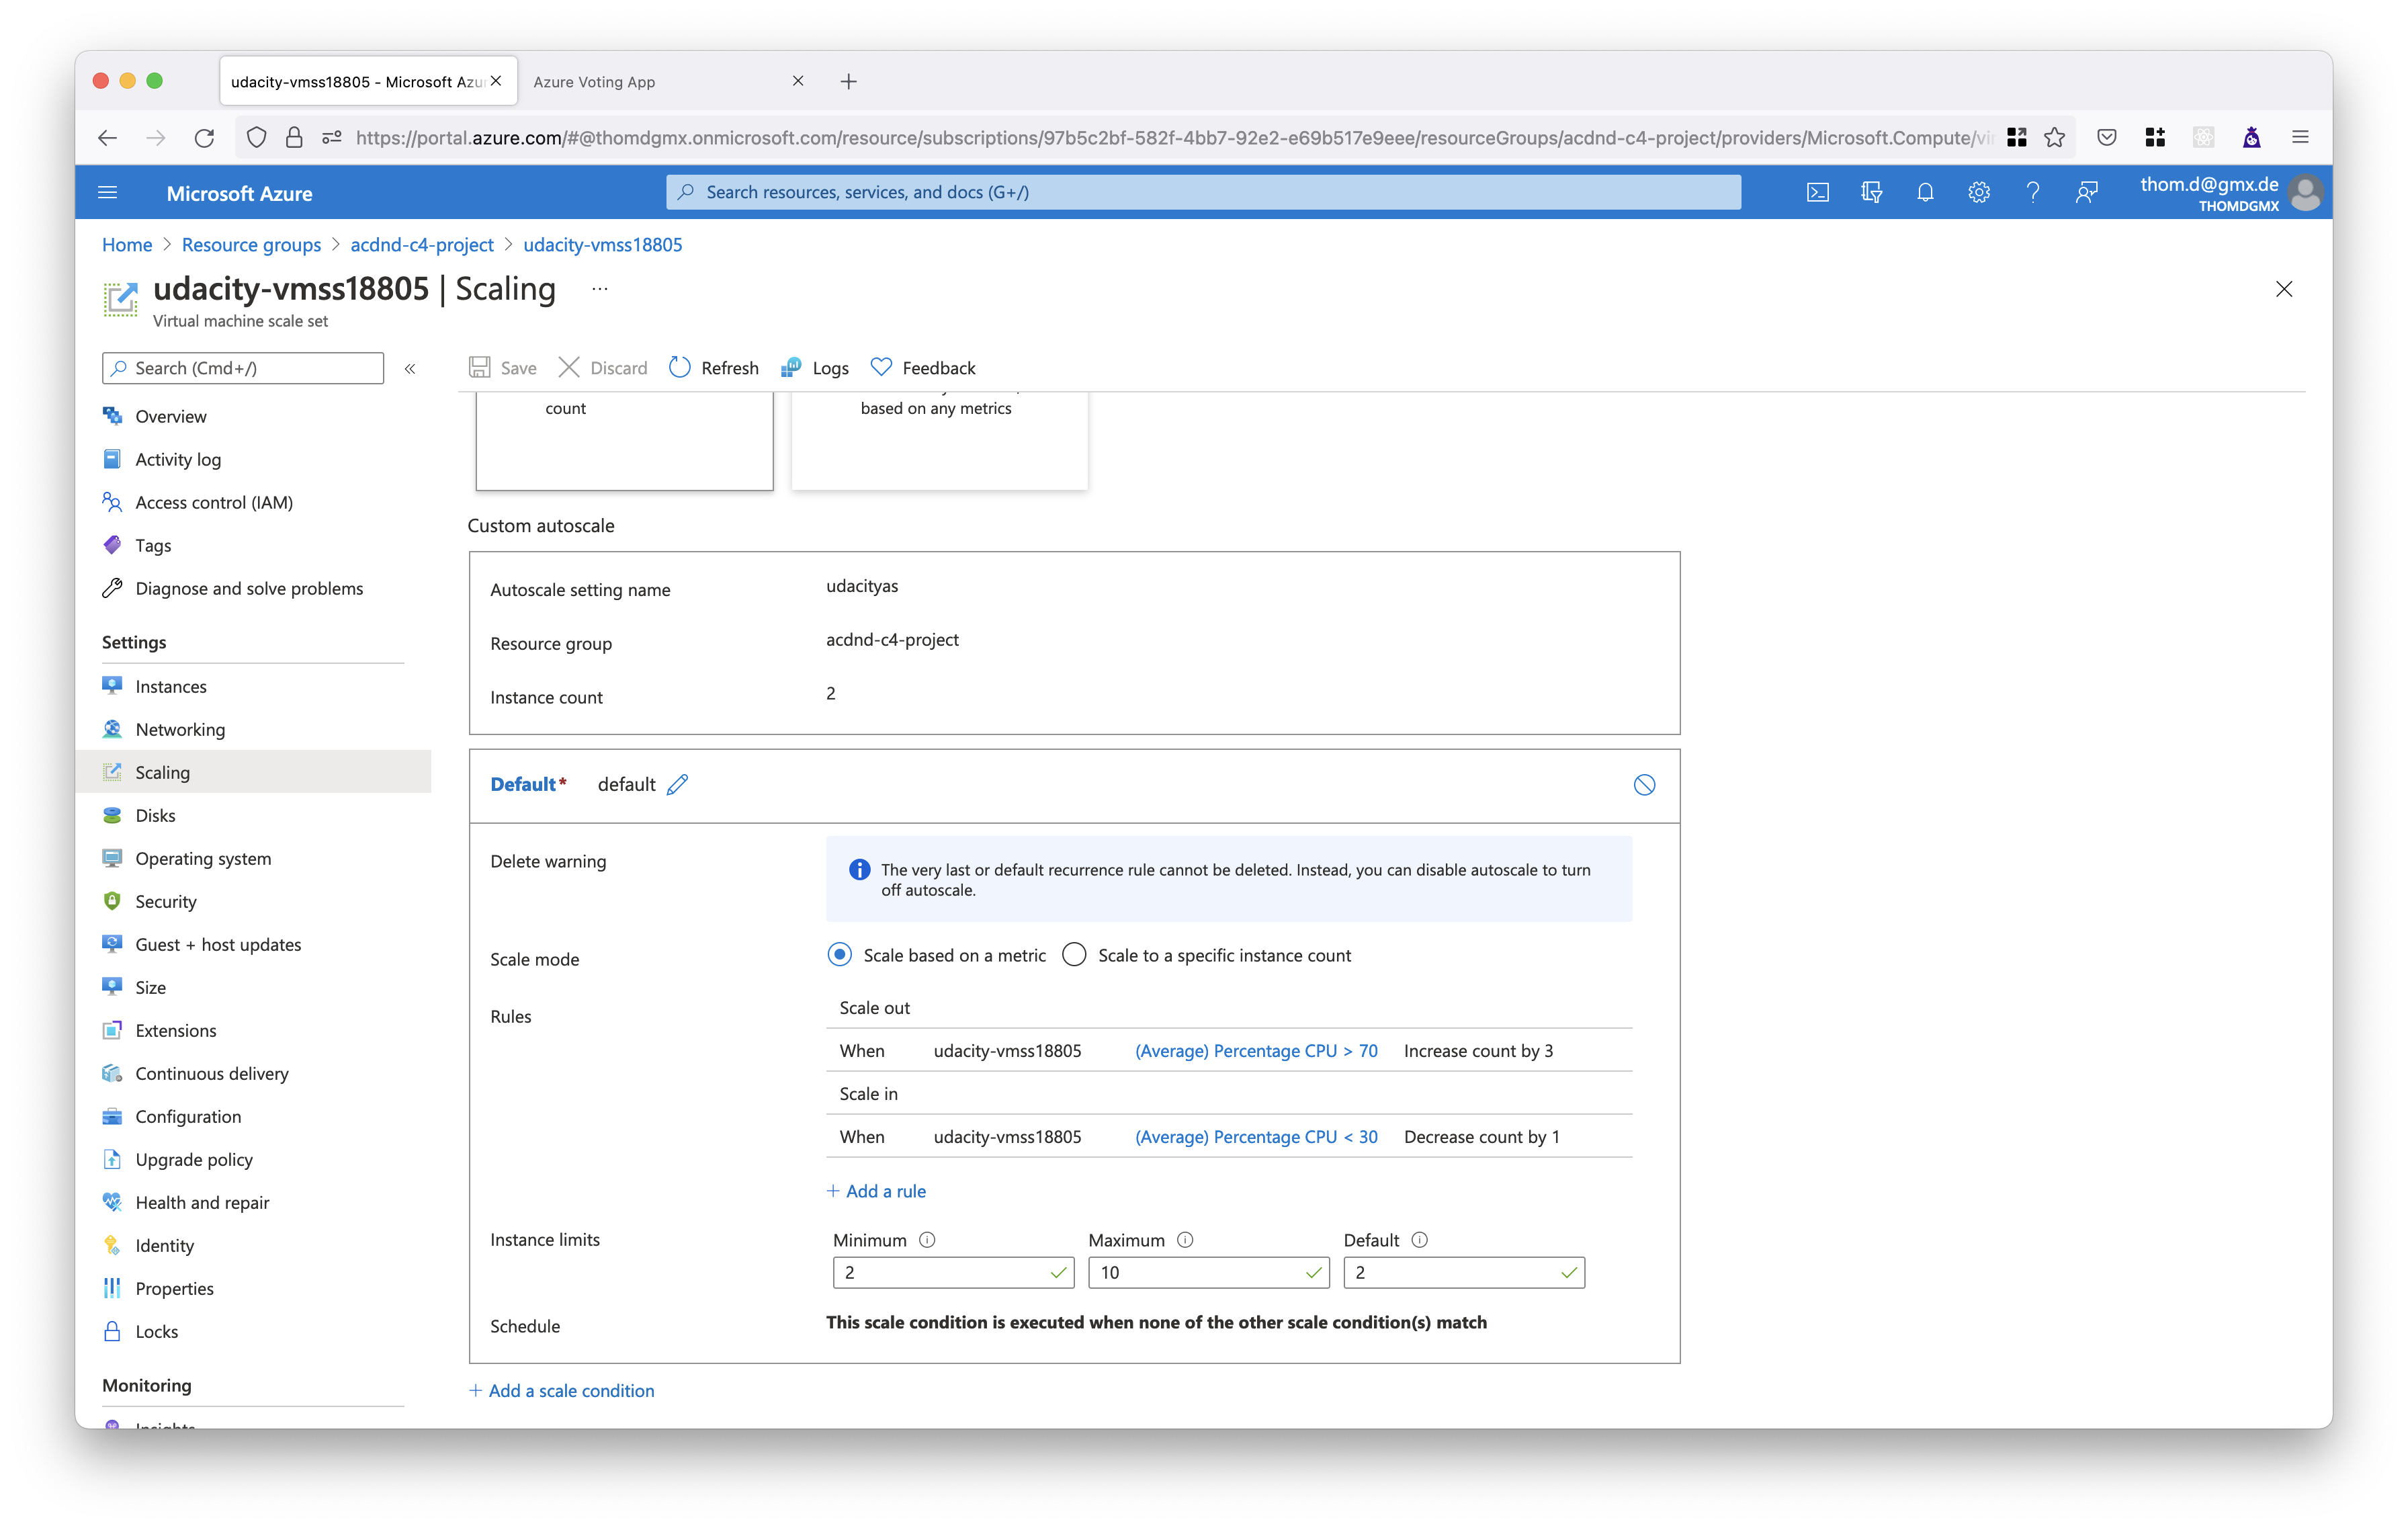 udacity-vmss18805 - Microsoft Azu
Azure Voting App
https://portal.azure.com/#@thomdgmx.onmicrosoft.com/resource/subscriptions/97b5c2bf-582f-4bb7-92e2-e69b517e9eee/resourceGroups/acdnd-c4-project/providers/Microsoft.Compute/vi
Microsoft Azure
Search resources, services, and docs (G+/)
thom.d@gmx.de
THOMDGMX
Home > Resource groups > acdnd-c4-project > udacity-vmss18805
udacity-vmss18805 | Scaling ...
Virtual machine scale set
Search (Cmd+/)
«
Save
Discard
Refresh
Logs
Feedback
count
based on any metrics
Overview
Activity log
Access control (IAM)
Tags
Diagnose and solve problems
Settings
Instances
Networking
Scaling
Disks
Operating system
Security
Guest + host updates
Size
Extensions
Continuous delivery
Configuration
Upgrade policy
Health and repair
Identity
Properties
Locks
Monitoring
Insights
Custom autoscale
Autoscale setting name udacityas
Resource group acdnd-c4-project
Instance count 2
Default* default
Delete warning
The very last or default recurrence rule cannot be deleted. Instead, you can disable autoscale to turn
off autoscale.
Scale mode Scale based on a metric Scale to a specific instance count
Rules
Scale out
When udacity-vmss18805 (Average) Percentage CPU > 70 Increase count by 3
Scale in
When udacity-vmss18805 (Average) Percentage CPU < 30 Decrease count by 1
+ Add a rule
Instance limits
Minimum Maximum Default
2 10 2
Schedule This scale condition is executed when none of the other scale condition(s) match
+ Add a scale condition